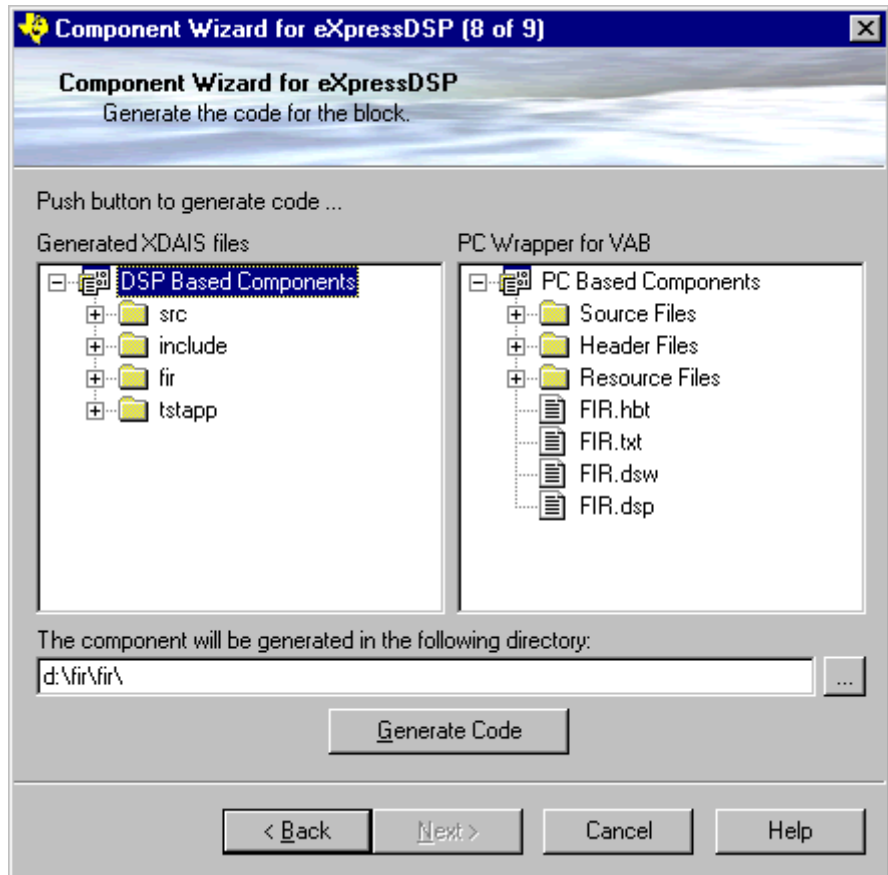 Component Wizard for eXpressDSP (8 of 9)
Component Wizard for eXpressDSP
Generate the code for the block.
Push button to generate code ...
Generated XDAIS files
DSP Based Components
src
include
fir
tstapp
PC Wrapper for VAB
PC Based Components
Source Files
Header Files
Resource Files
FIR.hbt
FIR.txt
FIR.dsw
FIR.dsp
The component will be generated in the following directory:
d:\fir\fir\
...
Generate Code
< Back
Next >
Cancel
Help